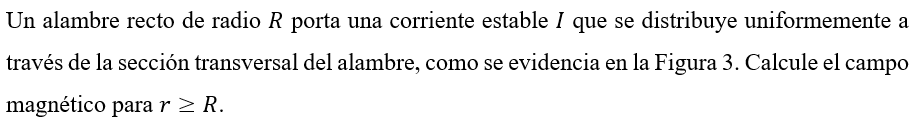 Un alambre recto de radio R porta una corriente estable I que se distribuye uniformemente a
través de la sección transversal del alambre, como se evidencia en la Figura 3. Calcule el campo
magnético para r ≥ R.